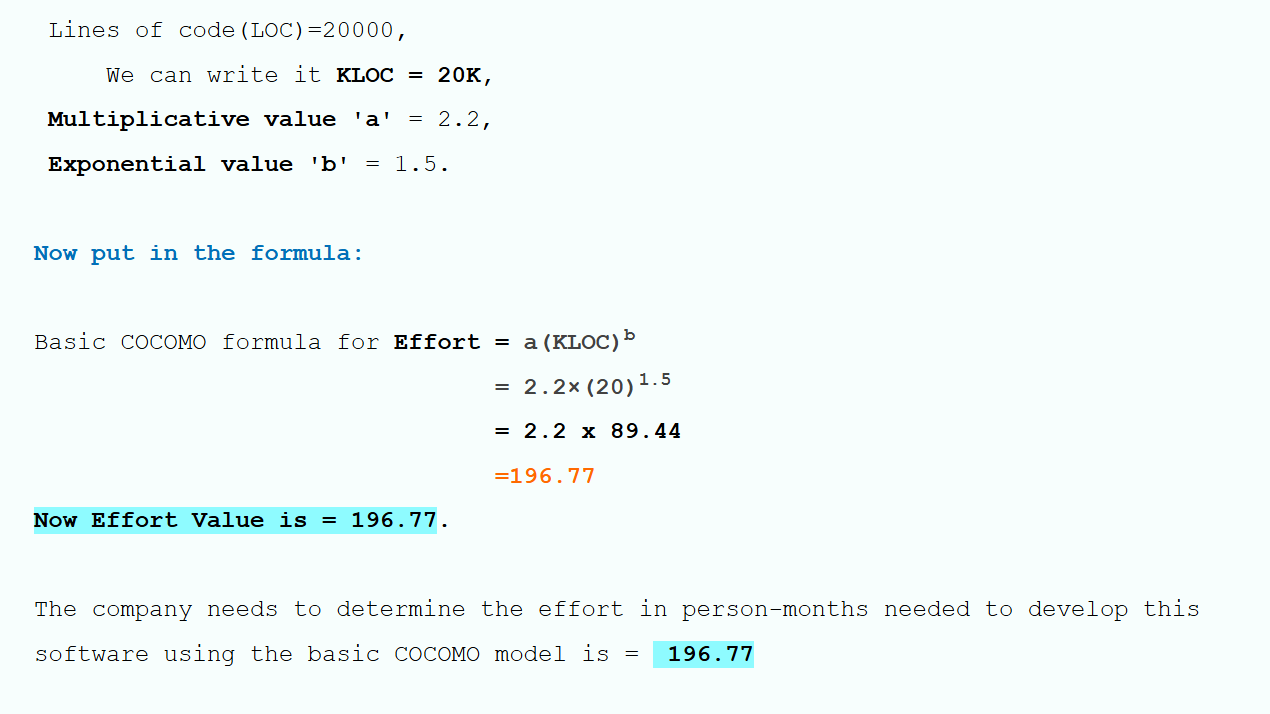 Lines of code(LOC)=20000,
We can write it KLOC = 20K,
Multiplicative value 'a' = 2.2,
Exponential value 'b' = 1.5.
Now put in the formula:
Basic COCOMO formula for Effort = a(KLOC)ᵇ
= 2.2×(20)¹·⁵
= 2.2 x 89.44
=196.77
Now Effort Value is = 196.77.
The company needs to determine the effort in person-months needed to develop this
software using the basic COCOMO model is = 196.77